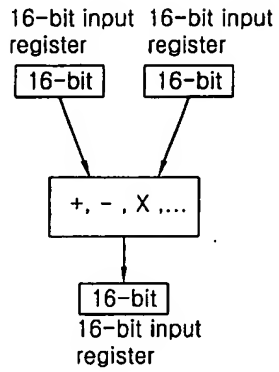 16-bit input register
16-bit input register
16-bit
16-bit
+, - , X ,...
16-bit
16-bit input
register